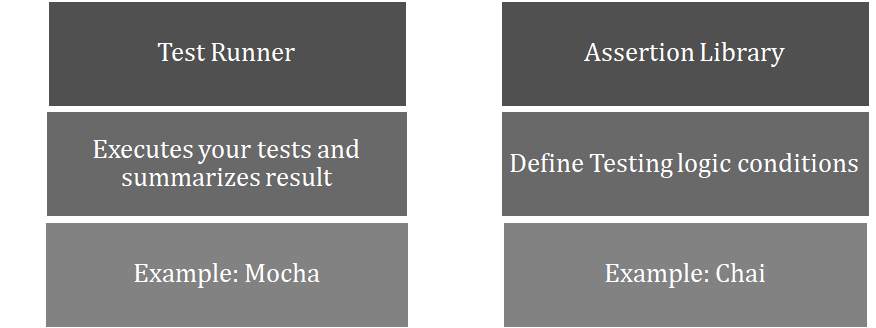 Test Runner
Executes your tests and
summarizes result
Example: Mocha
Assertion Library
Define Testing logic conditions
Example: Chai